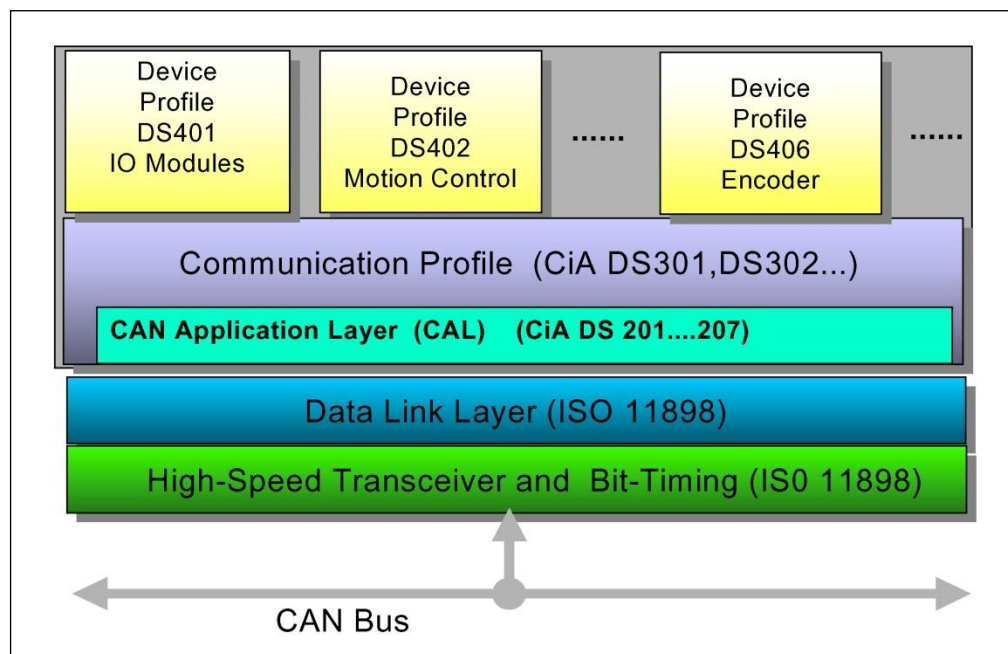 Device
Profile
DS401
IO Modules
Device
Profile
DS402
Motion Control
......
Device
Profile
DS406
Encoder
......
Communication Profile (CiA DS301,DS302...)
CAN Application Layer (CAL) (CiA DS 201....207)
Data Link Layer (ISO 11898)
High-Speed Transceiver and Bit-Timing (IS0 11898)
CAN Bus